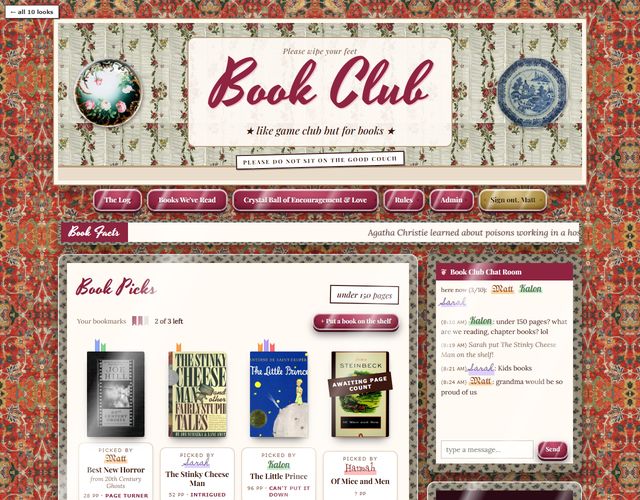 ← all 10 looks
Please wipe your feet
Book Club
★ like game club but for books ★
PLEASE DO NOT SIT ON THE GOOD COUCH
The Log
Books We've Read
Crystal Ball of Encouragement & Love
Rules
Admin
Sign out, Matt
Book Facts
Agatha Christie learned about poisons working in a hos
Book Picks
under 150 pages
Your bookmarks
2 of 3 left
+ Put a book on the shelf
JOE HILL
20TH CENTURY GHOSTS
THE STINKY CHEESE MAN and other FAIRLY STUPID TALES
ANTOINE DE SAINT-EXUPÉRY
The Little Prince
JOHN STEINBECK
AWAITING PAGE COUNT
PICKED BY
Matt
Best New Horror
from 20th Century Ghosts
28 PP · PAGE TURNER
PICKED BY
Sarah
The Stinky Cheese Man
52 PP · INTRIGUED
PICKED BY
Kalon
The Little Prince
96 PP · CAN'T PUT IT DOWN
PICKED BY
Hannah
Of Mice and Men
? PP
Book Club Chat Room
here now (3/10): Matt Kalon
Sarah
(8:10 AM) Kalon: under 150 pages? what are we reading, chapter books? lol
(8:19 AM) Sarah put The Stinky Cheese Man on the shelf!
(8:21 AM) Sarah: Kids books
(8:21 AM) Matt: grandma would be so proud of us
type a message...
Send